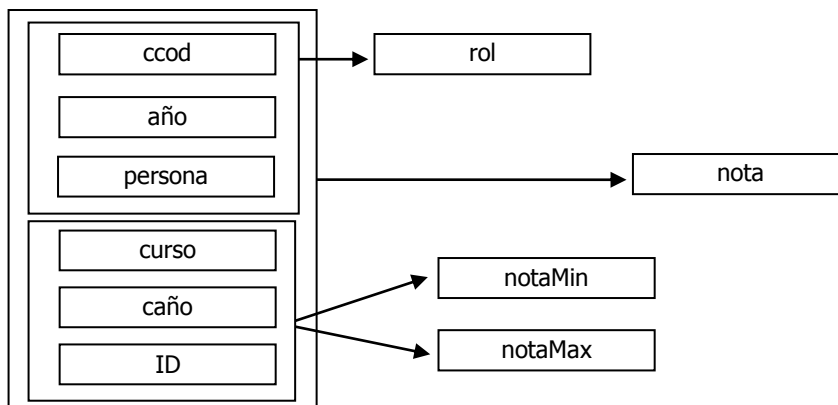 ccod
rol
año
persona
nota
curso
caño
notaMin
ID
notaMax